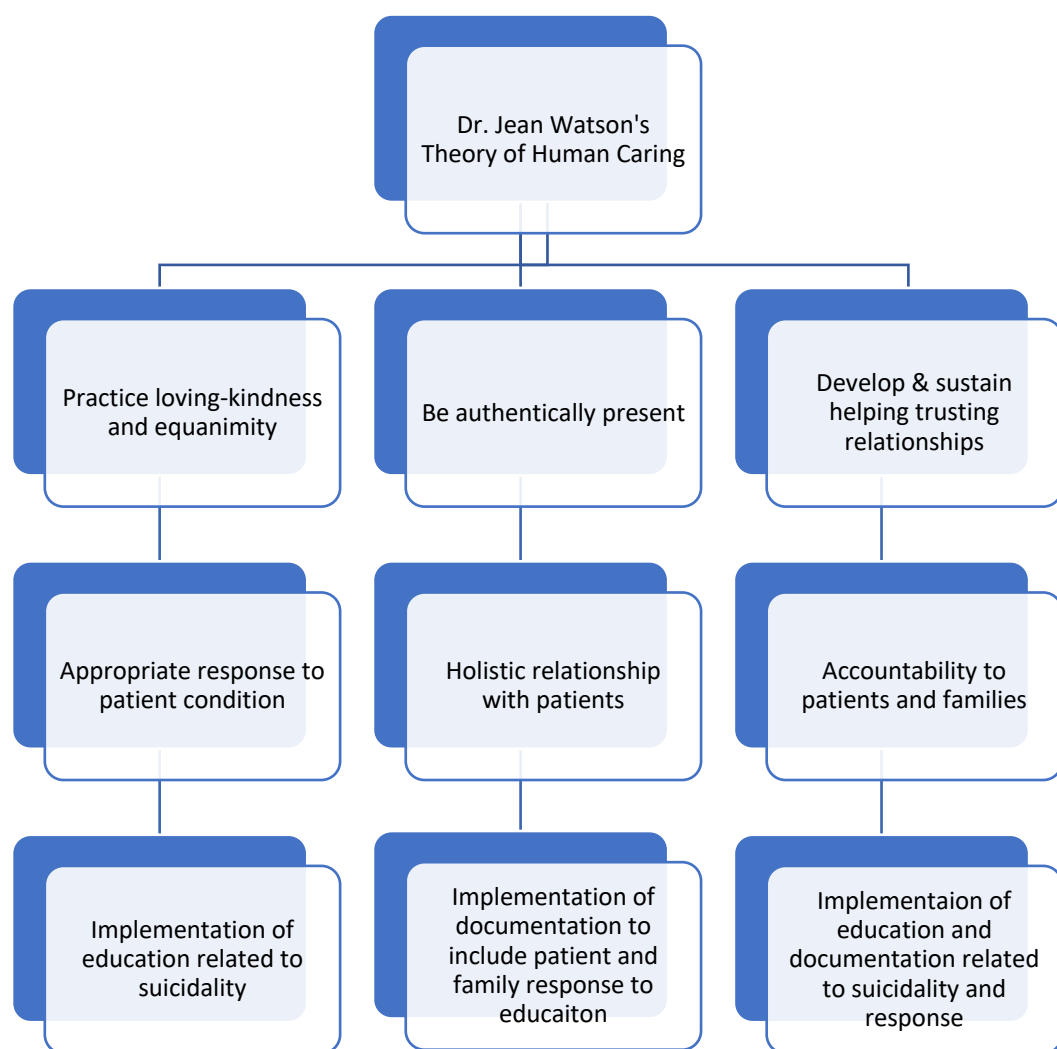 Dr. Jean Watson's
Theory of Human Caring
Practice loving-kindness
and equanimity
Be authentically present
Develop & sustain
helping trusting
relationships
Appropriate response to
patient condition
Holistic relationship
with patients
Accountability to
patients and families
Implementation of
education related to
suicidality
Implementation of
documentation to
include patient and
family response to
educaiton
Implementaion of
education and
documentation related
to suicidality and
response